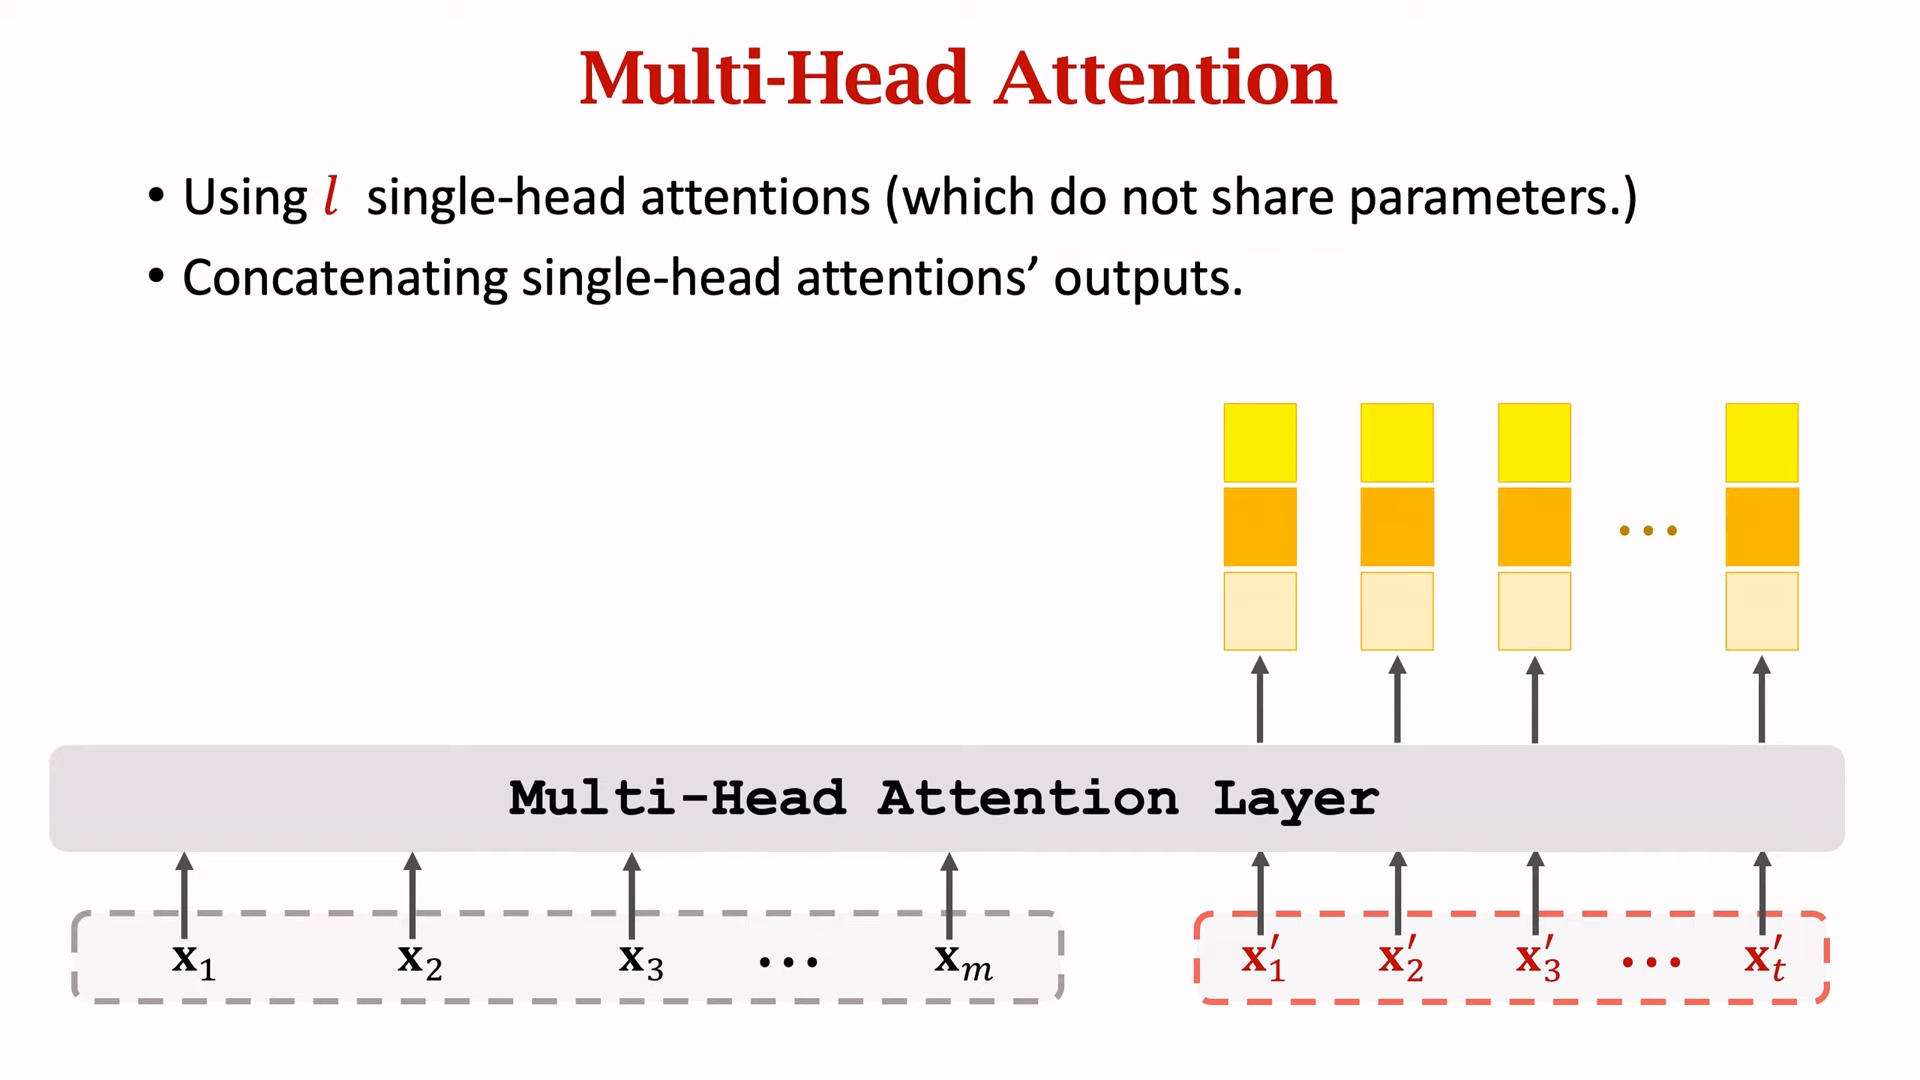 Multi-Head Attention
• Using l single-head attentions (which do not share parameters.)
• Concatenating single-head attentions’ outputs.
• • •
Multi-Head Attention Layer
x₁ x₂ x₃ ••• xₘ x′₁ x′₂ x′₃ ••• x′ₜ